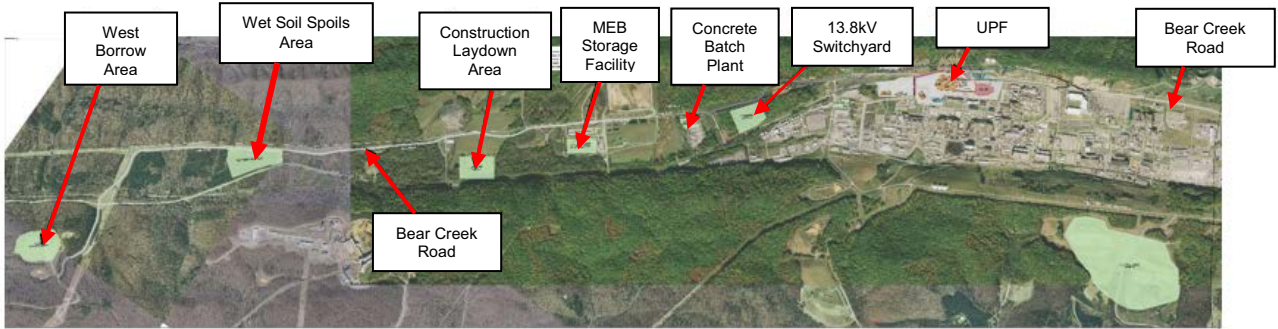 West
Borrow
Area
Wet Soil Spoils
Area
Construction
Laydown
Area
MEB
Storage
Facility
Concrete
Batch
Plant
13.8kV
Switchyard
UPF
Bear Creek
Road
Bear Creek
Road